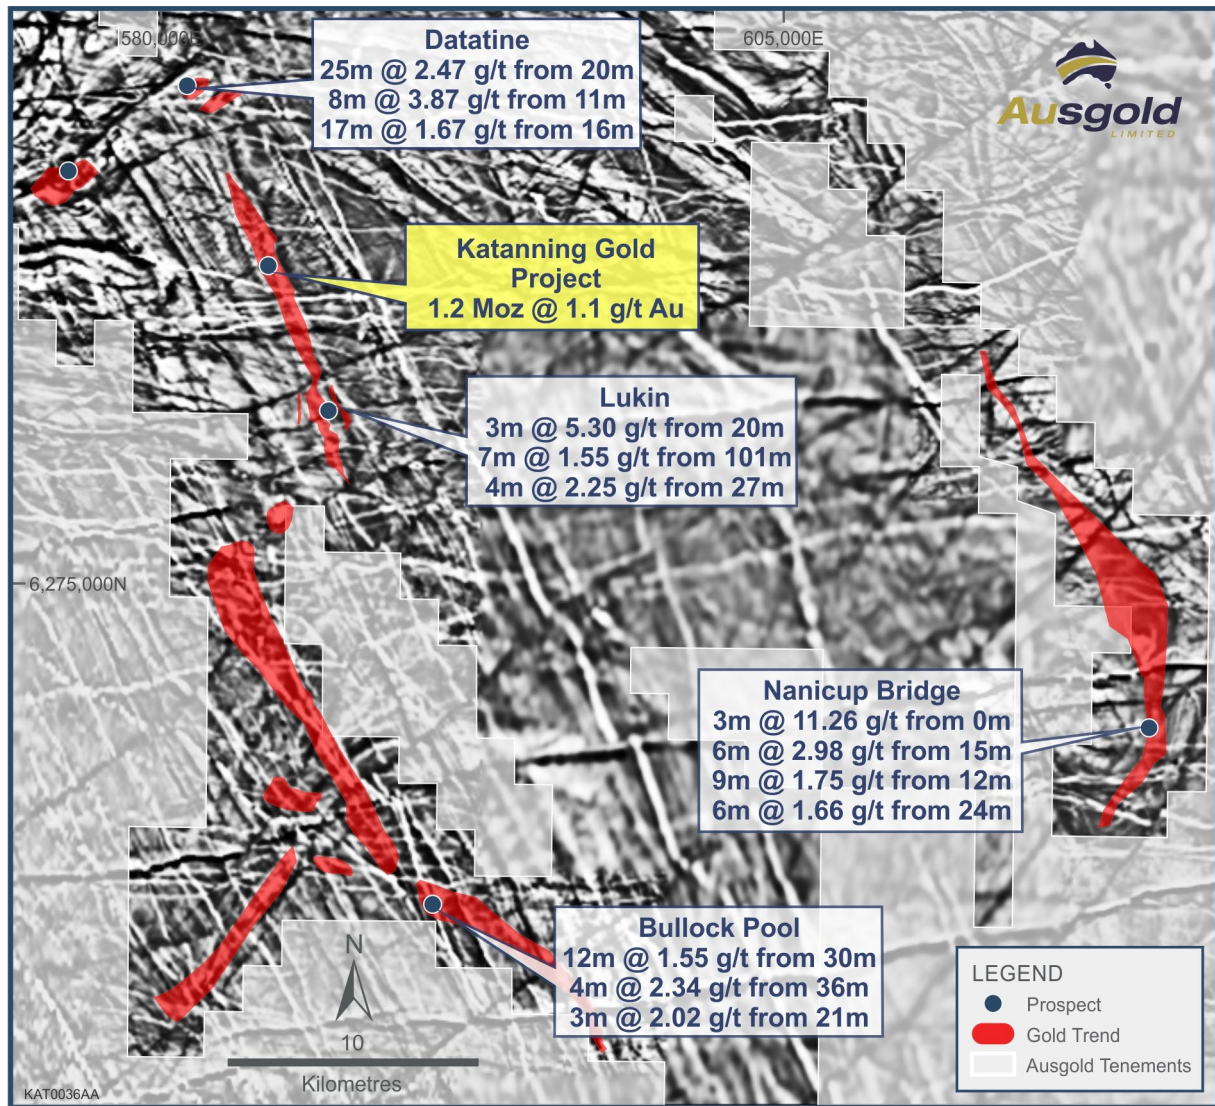 580,000E
605,000E
Datatine
25m @ 2.47 g/t from 20m
8m @ 3.87 g/t from 11m
17m @ 1.67 g/t from 16m
Ausgold
LIMITED
Katanning Gold
Project
1.2 Moz @ 1.1 g/t Au
Lukin
3m @ 5.30 g/t from 20m
7m @ 1.55 g/t from 101m
4m @ 2.25 g/t from 27m
6,275,000N
Nanicup Bridge
3m @ 11.26 g/t from 0m
6m @ 2.98 g/t from 15m
9m @ 1.75 g/t from 12m
6m @ 1.66 g/t from 24m
Bullock Pool
12m @ 1.55 g/t from 30m
4m @ 2.34 g/t from 36m
3m @ 2.02 g/t from 21m
N
10
Kilometres
LEGEND
Prospect
Gold Trend
Ausgold Tenements
KAT0036AA